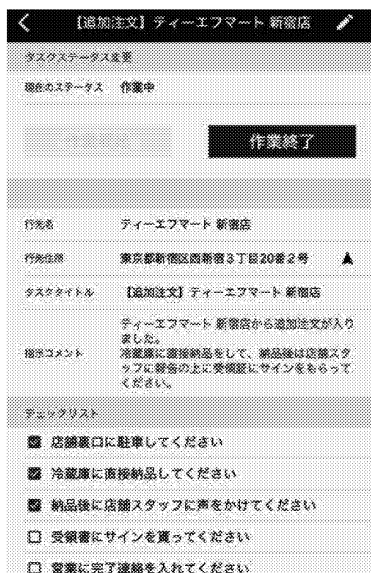 【追加注文】ティーエフマート 新宿店
タスクステータス変更
現在のステータス 作業中
作業終了
行先名 ティーエフマート 新宿店
行先住所 東京都新宿区西新宿3丁目20番2号
タスクタイトル 【追加注文】ティーエフマート 新宿店
ティーエフマート 新宿店から追加注文が入り
ました。
指示コメント 冷蔵庫に直接納品をして、納品後は店舗スタ
ッフに報告の上に受領証にサインをもらって
ください。
チェックリスト
店舗裏口に駐車してください
冷蔵庫に直接納品してください
納品後に店舗スタッフに声をかけてください
受領書にサインを貰ってください
営業に完了連絡を入れてください